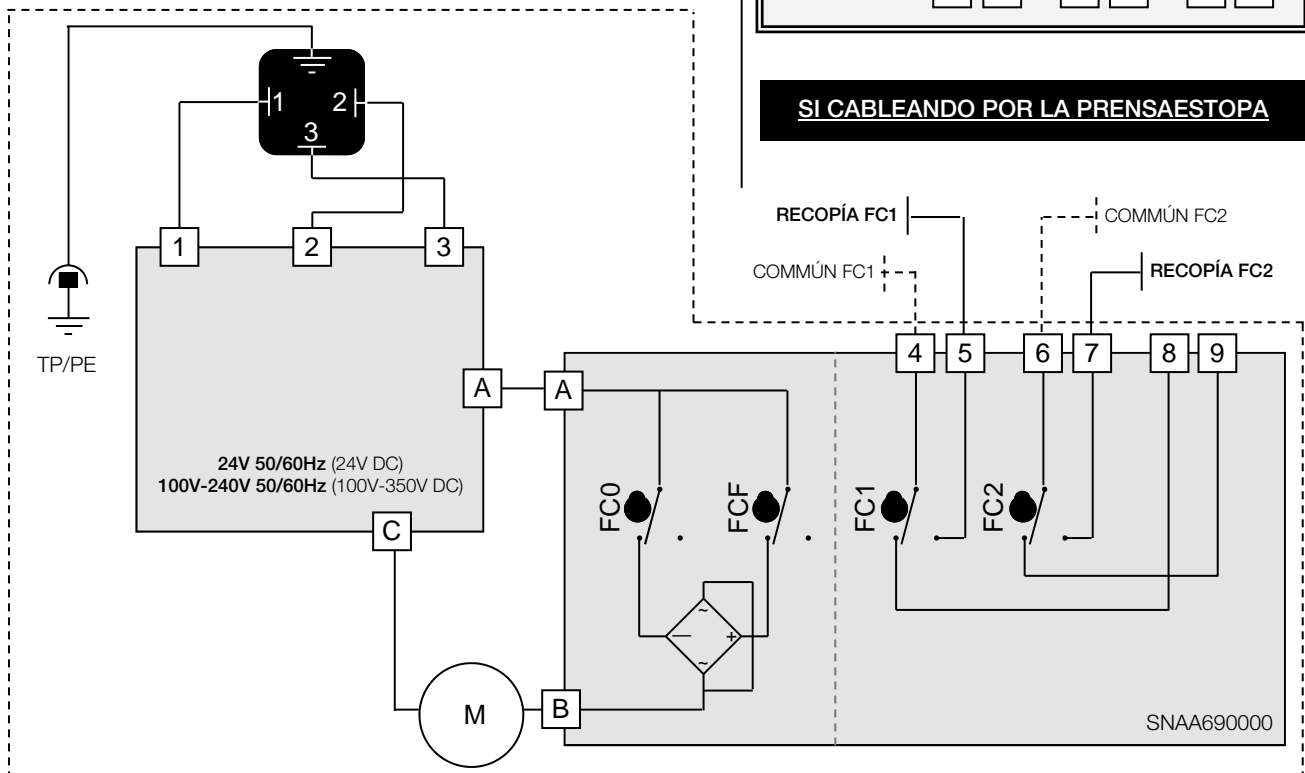 1
2
3
SI CABLEANDO POR LA PRENSAESTOPA
RECOPÍA FC1
COMMÚN FC2
COMMÚN FC1
RECOPÍA FC2
1
2
3
TP/PE
4
5
6
7
8
9
A
A
24V 50/60Hz (24V DC)
100V-240V 50/60Hz (100V-350V DC)
FC0
FCF
FC1
FC2
C
~
—
+
~
M
B
SNAA690000